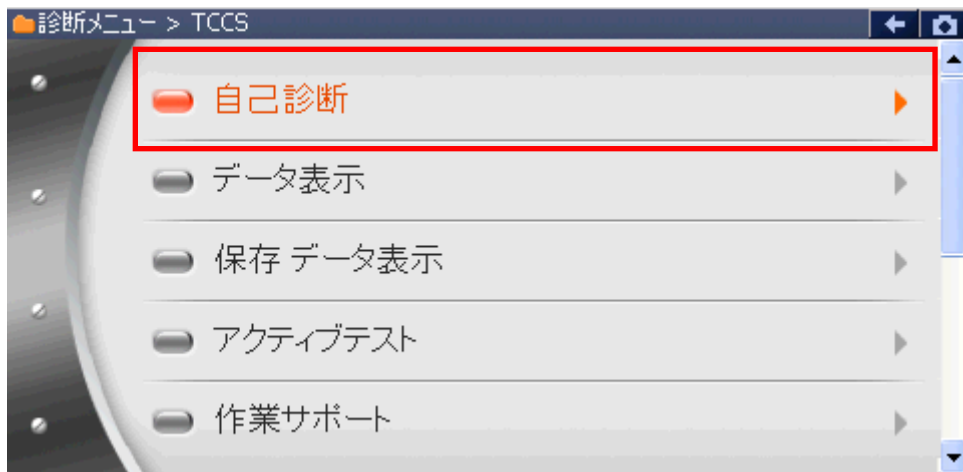 診断メニュー > TCCS
自己診断
データ表示
保存 データ表示
アクティブテスト
作業サポート